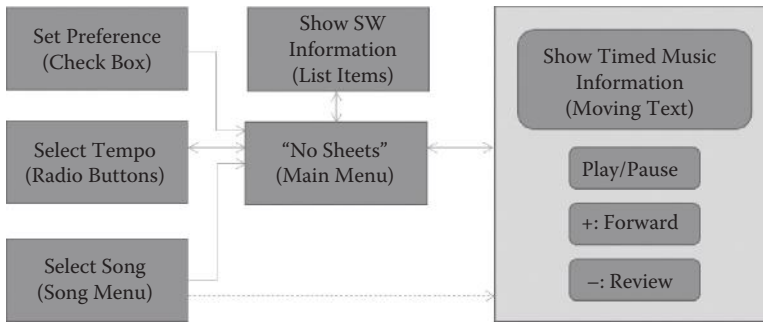 Set Preference
(Check Box)
Show SW
Information
(List Items)
Select Tempo
(Radio Buttons)
“No Sheets”
(Main Menu)
Select Song
(Song Menu)
Show Timed Music
Information
(Moving Text)
Play/Pause
+: Forward
–: Review